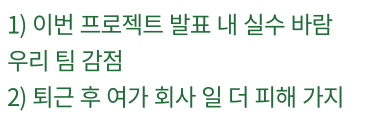 1) 이번 프로젝트 발표 내 실수 바람
우리 팀 감점
2) 퇴근 후 여가 회사 일 더 피해 가지